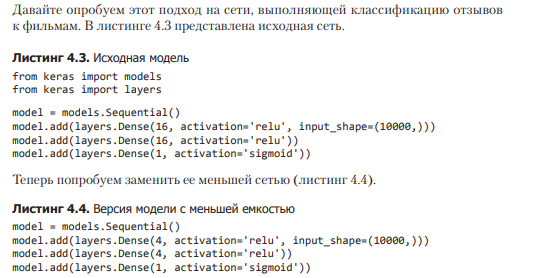 Давайте опробуем этот подход на сети, выполняющей классификацию отзывов
к фильмам. В листинге 4.3 представлена исходная сеть.
Листинг 4.3. Исходная модель
from keras import models
from keras import layers
model = models.Sequential()
model.add(layers.Dense(16, activation='relu', input_shape=(10000,)))
model.add(layers.Dense(16, activation='relu'))
model.add(layers.Dense(1, activation='sigmoid'))
Теперь попробуем заменить ее меньшей сетью (листинг 4.4).
Листинг 4.4. Версия модели с меньшей емкостью
model = models.Sequential()
model.add(layers.Dense(4, activation='relu', input_shape=(10000,)))
model.add(layers.Dense(4, activation='relu'))
model.add(layers.Dense(1, activation='sigmoid'))